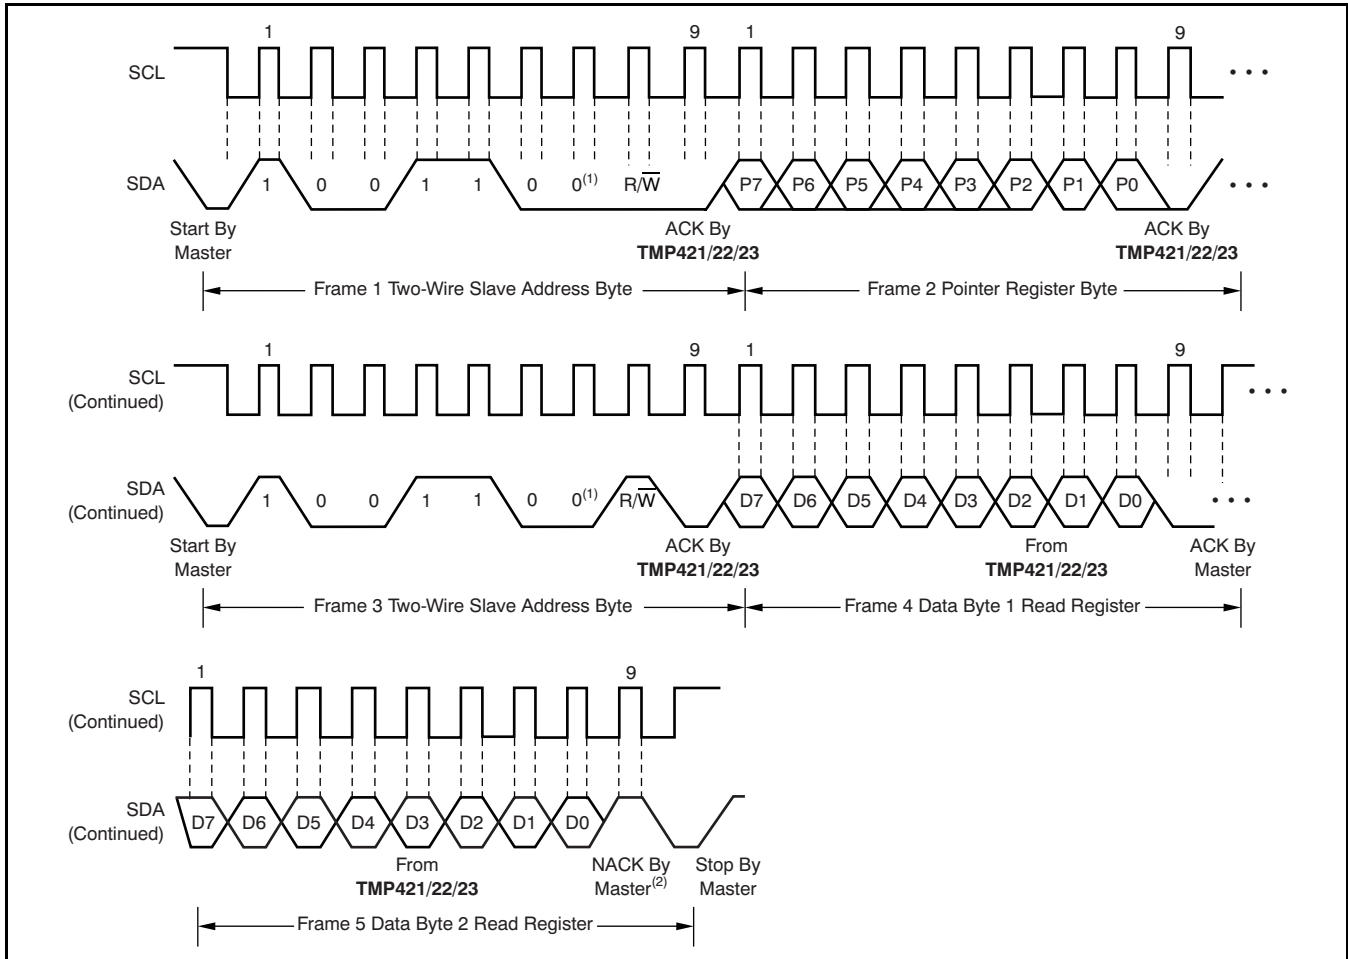 1 9 1 9
SCL • • •
SDA 1 0 0 1 1 0 0(1) R/W̅ P7 P6 P5 P4 P3 P2 P1 P0 • • •
Start By
Master
ACK By
TMP421/22/23
ACK By
TMP421/22/23
Frame 1 Two-Wire Slave Address Byte
Frame 2 Pointer Register Byte
1 9 1 9
SCL
(Continued)
• • •
SDA
(Continued)
1 0 0 1 1 0 0(1) R/W̅ D7 D6 D5 D4 D3 D2 D1 D0 • • •
Start By
Master
ACK By
TMP421/22/23
From
TMP421/22/23
ACK By
Master
Frame 3 Two-Wire Slave Address Byte
Frame 4 Data Byte 1 Read Register
1 9
SCL
(Continued)
SDA
(Continued)
D7 D6 D5 D4 D3 D2 D1 D0
From
TMP421/22/23
NACK By
Master(2)
Stop By
Master
Frame 5 Data Byte 2 Read Register